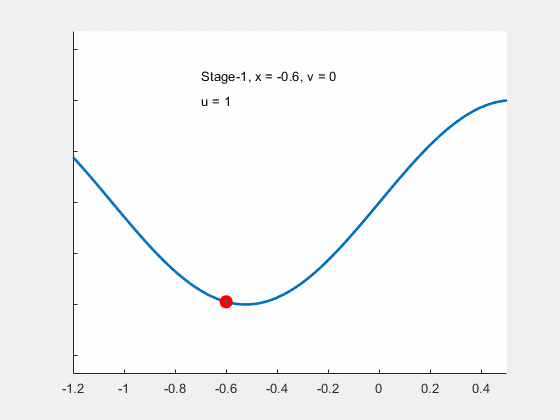 Stage-1, x = -0.6, v = 0
u = 1
-1.2 -1 -0.8 -0.6 -0.4 -0.2 0 0.2 0.4